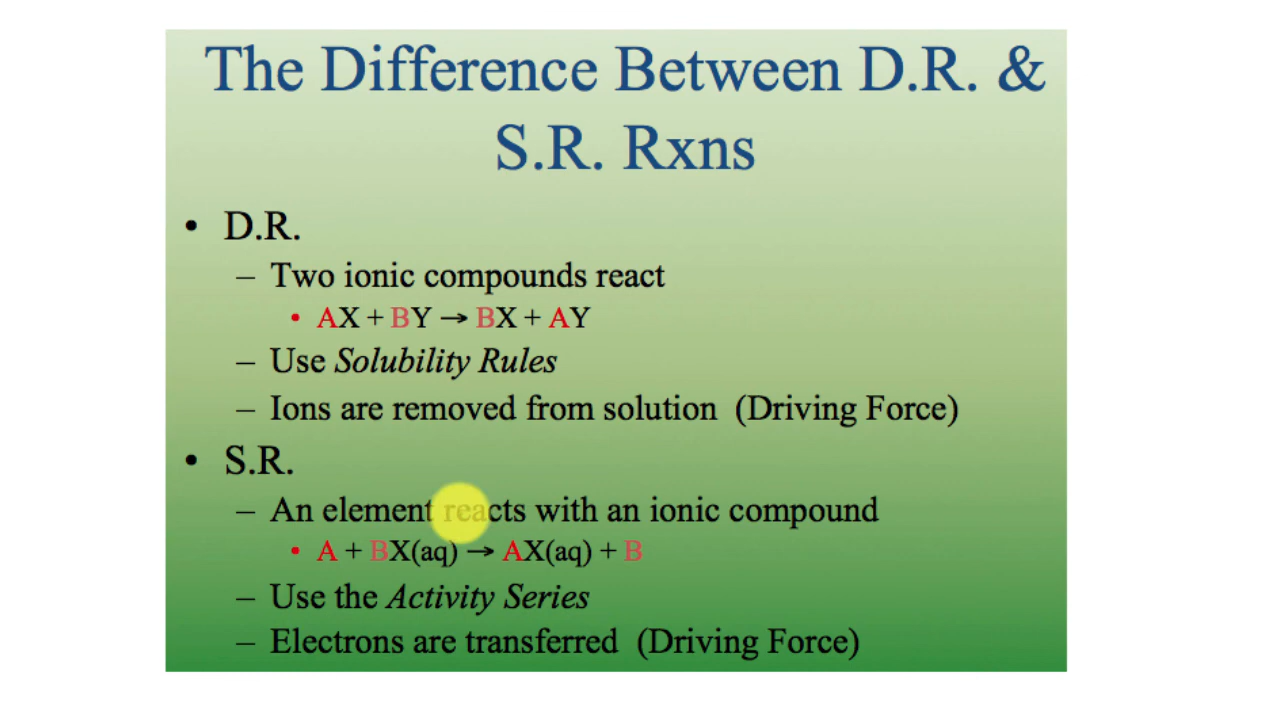 The Difference Between D.R. &
S.R. Rxns
• D.R.
– Two ionic compounds react
• AX + BY → BX + AY
– Use Solubility Rules
– Ions are removed from solution (Driving Force)
• S.R.
– An element reacts with an ionic compound
• A + BX(aq) → AX(aq) + B
– Use the Activity Series
– Electrons are transferred (Driving Force)